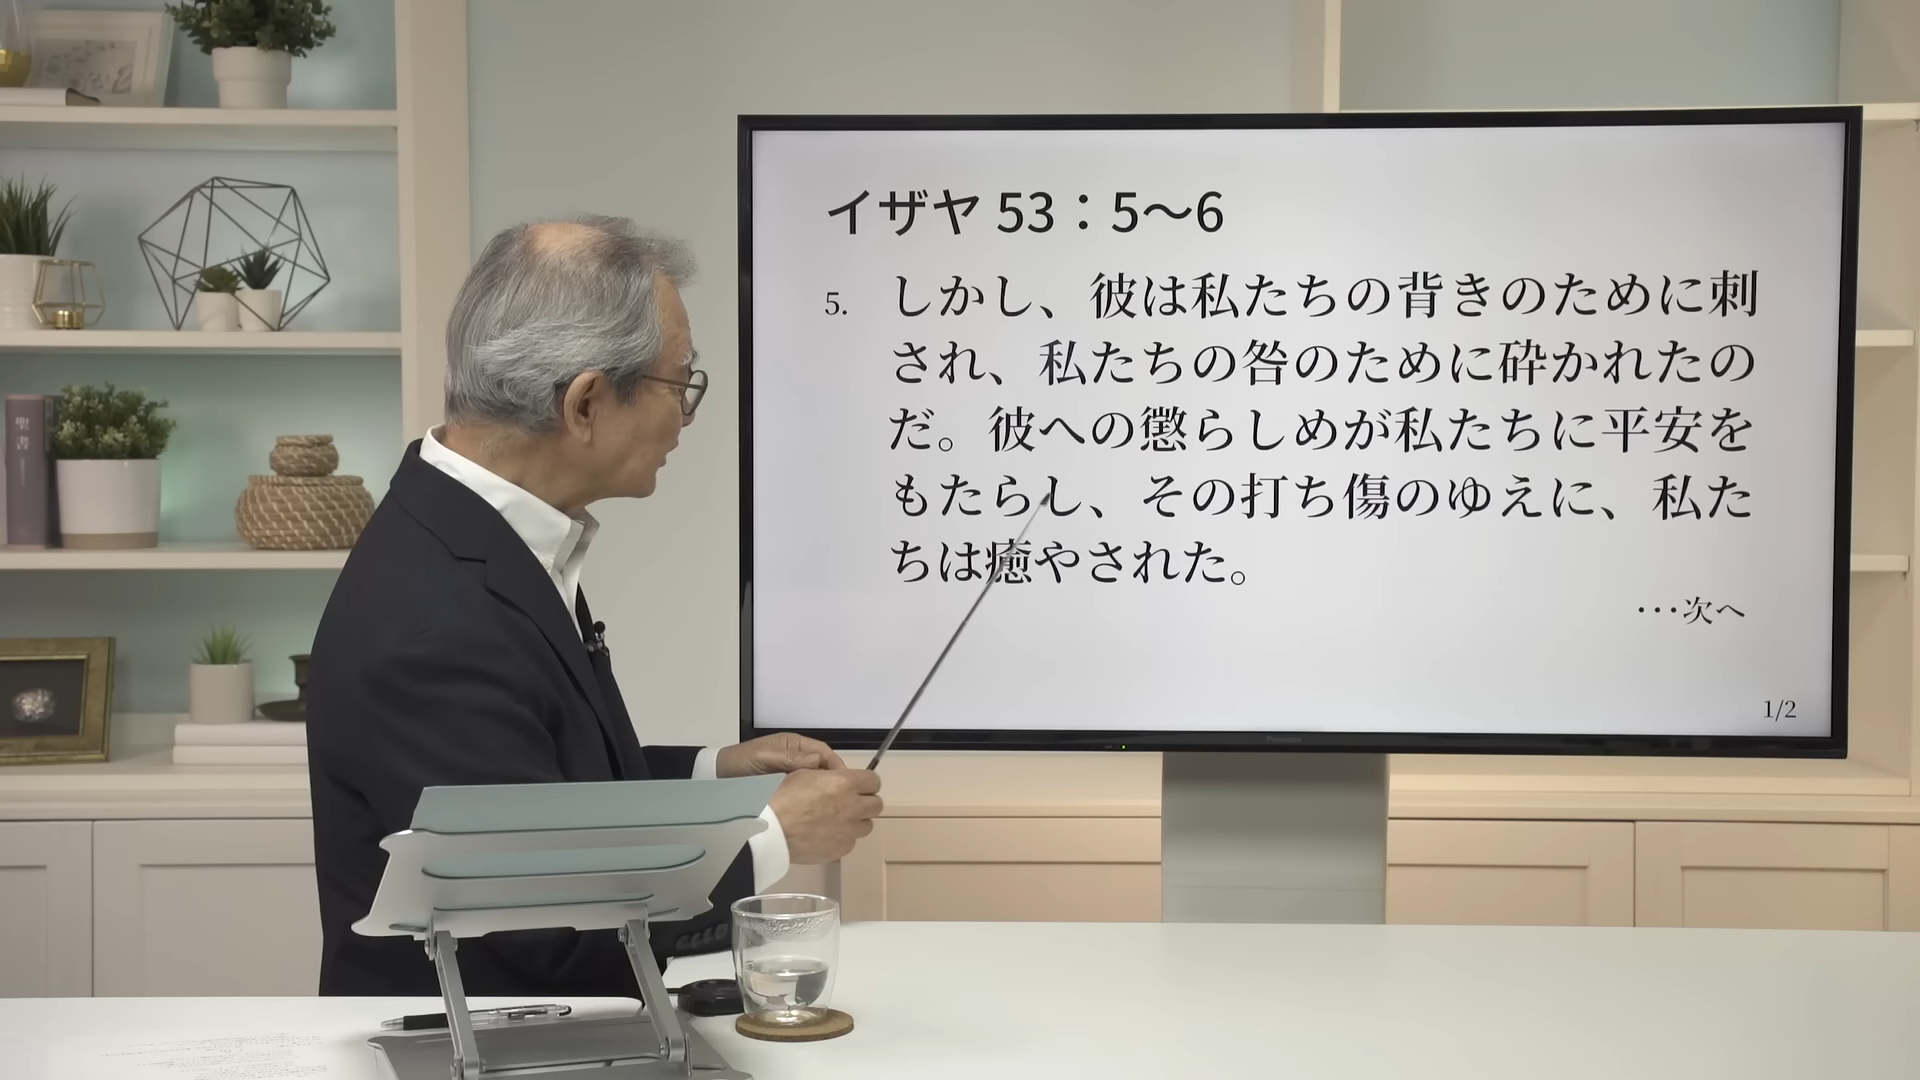 イザヤ 53：5〜6
5. しかし、彼は私たちの背きのために刺
され、私たちの咎のために砕かれたの
だ。彼への懲らしめが私たちに平安を
もたらし、その打ち傷のゆえに、私た
ちは癒やされた。
…次へ
1/2
聖書